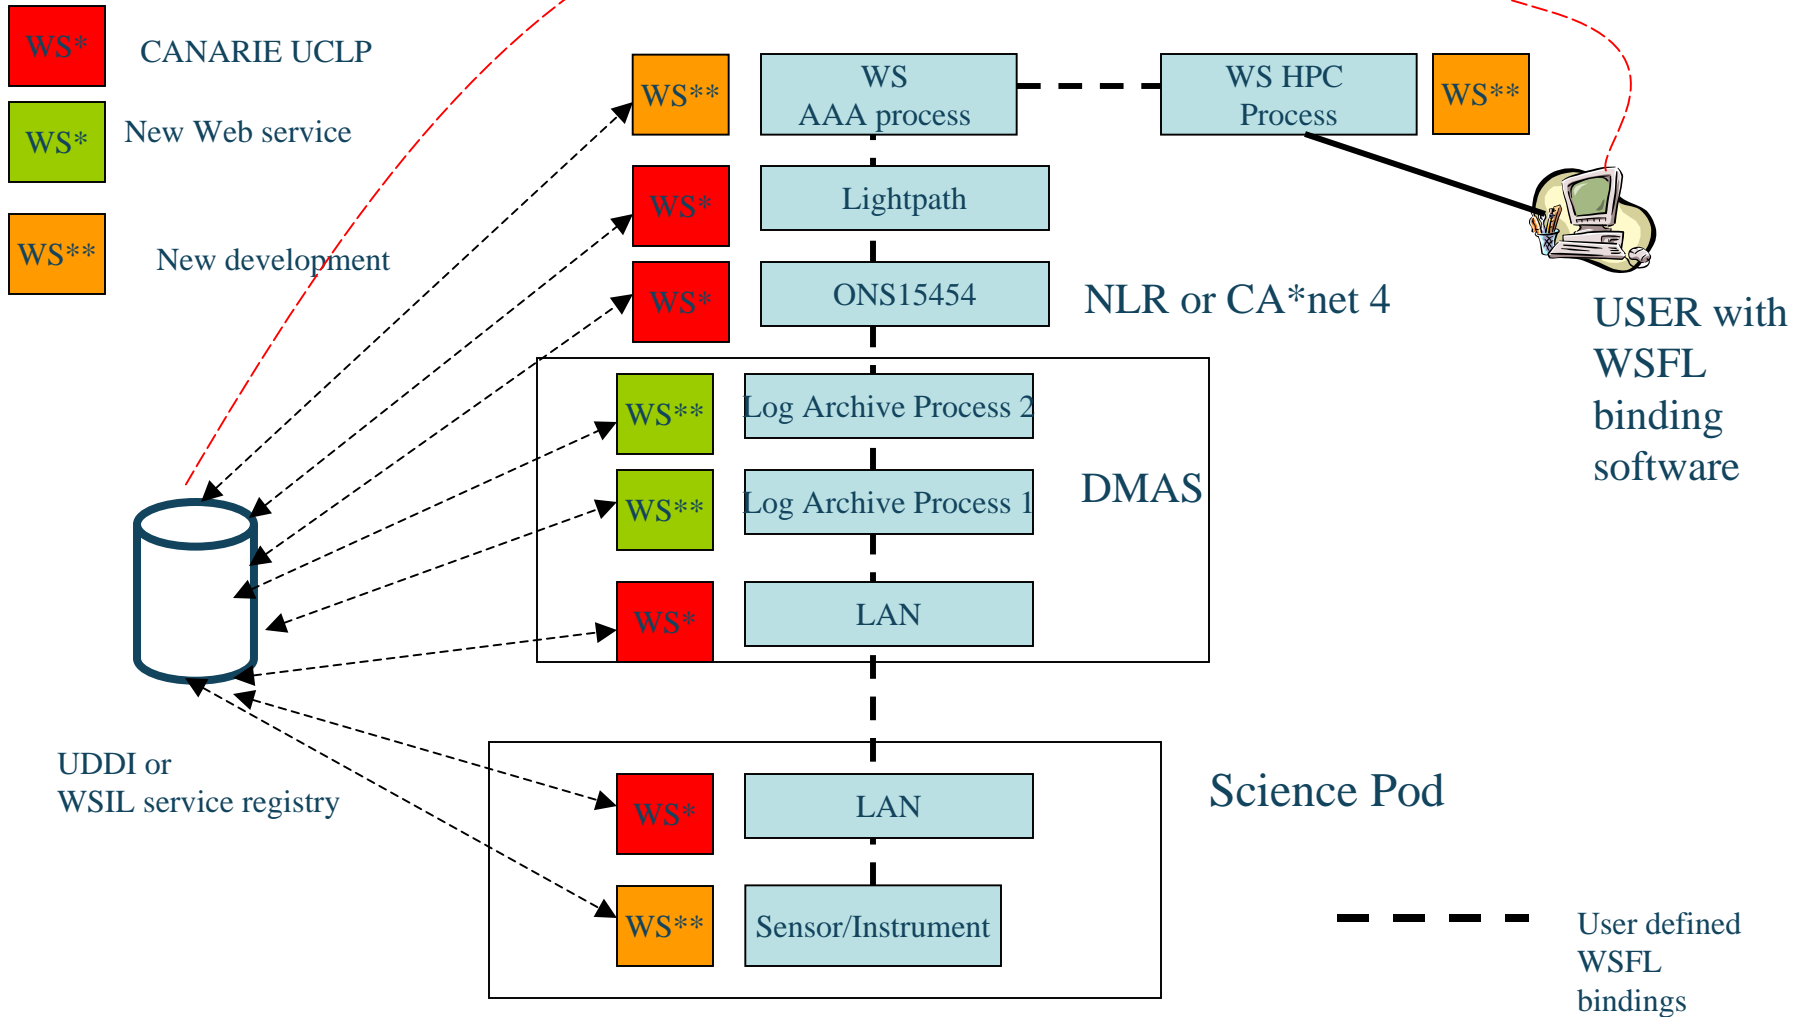 WS*
CANARIE UCLP
WS*
New Web service
WS**
New development
WS**
WS
AAA process
WS HPC
Process
WS**
WS*
Lightpath
WS*
ONS15454
NLR or CA*net 4
USER with
WSFL
binding
software
WS**
Log Archive Process 2
WS**
Log Archive Process 1
DMAS
WS*
LAN
UDDI or
WSIL service registry
WS*
LAN
Science Pod
WS**
Sensor/Instrument
User defined
WSFL
bindings